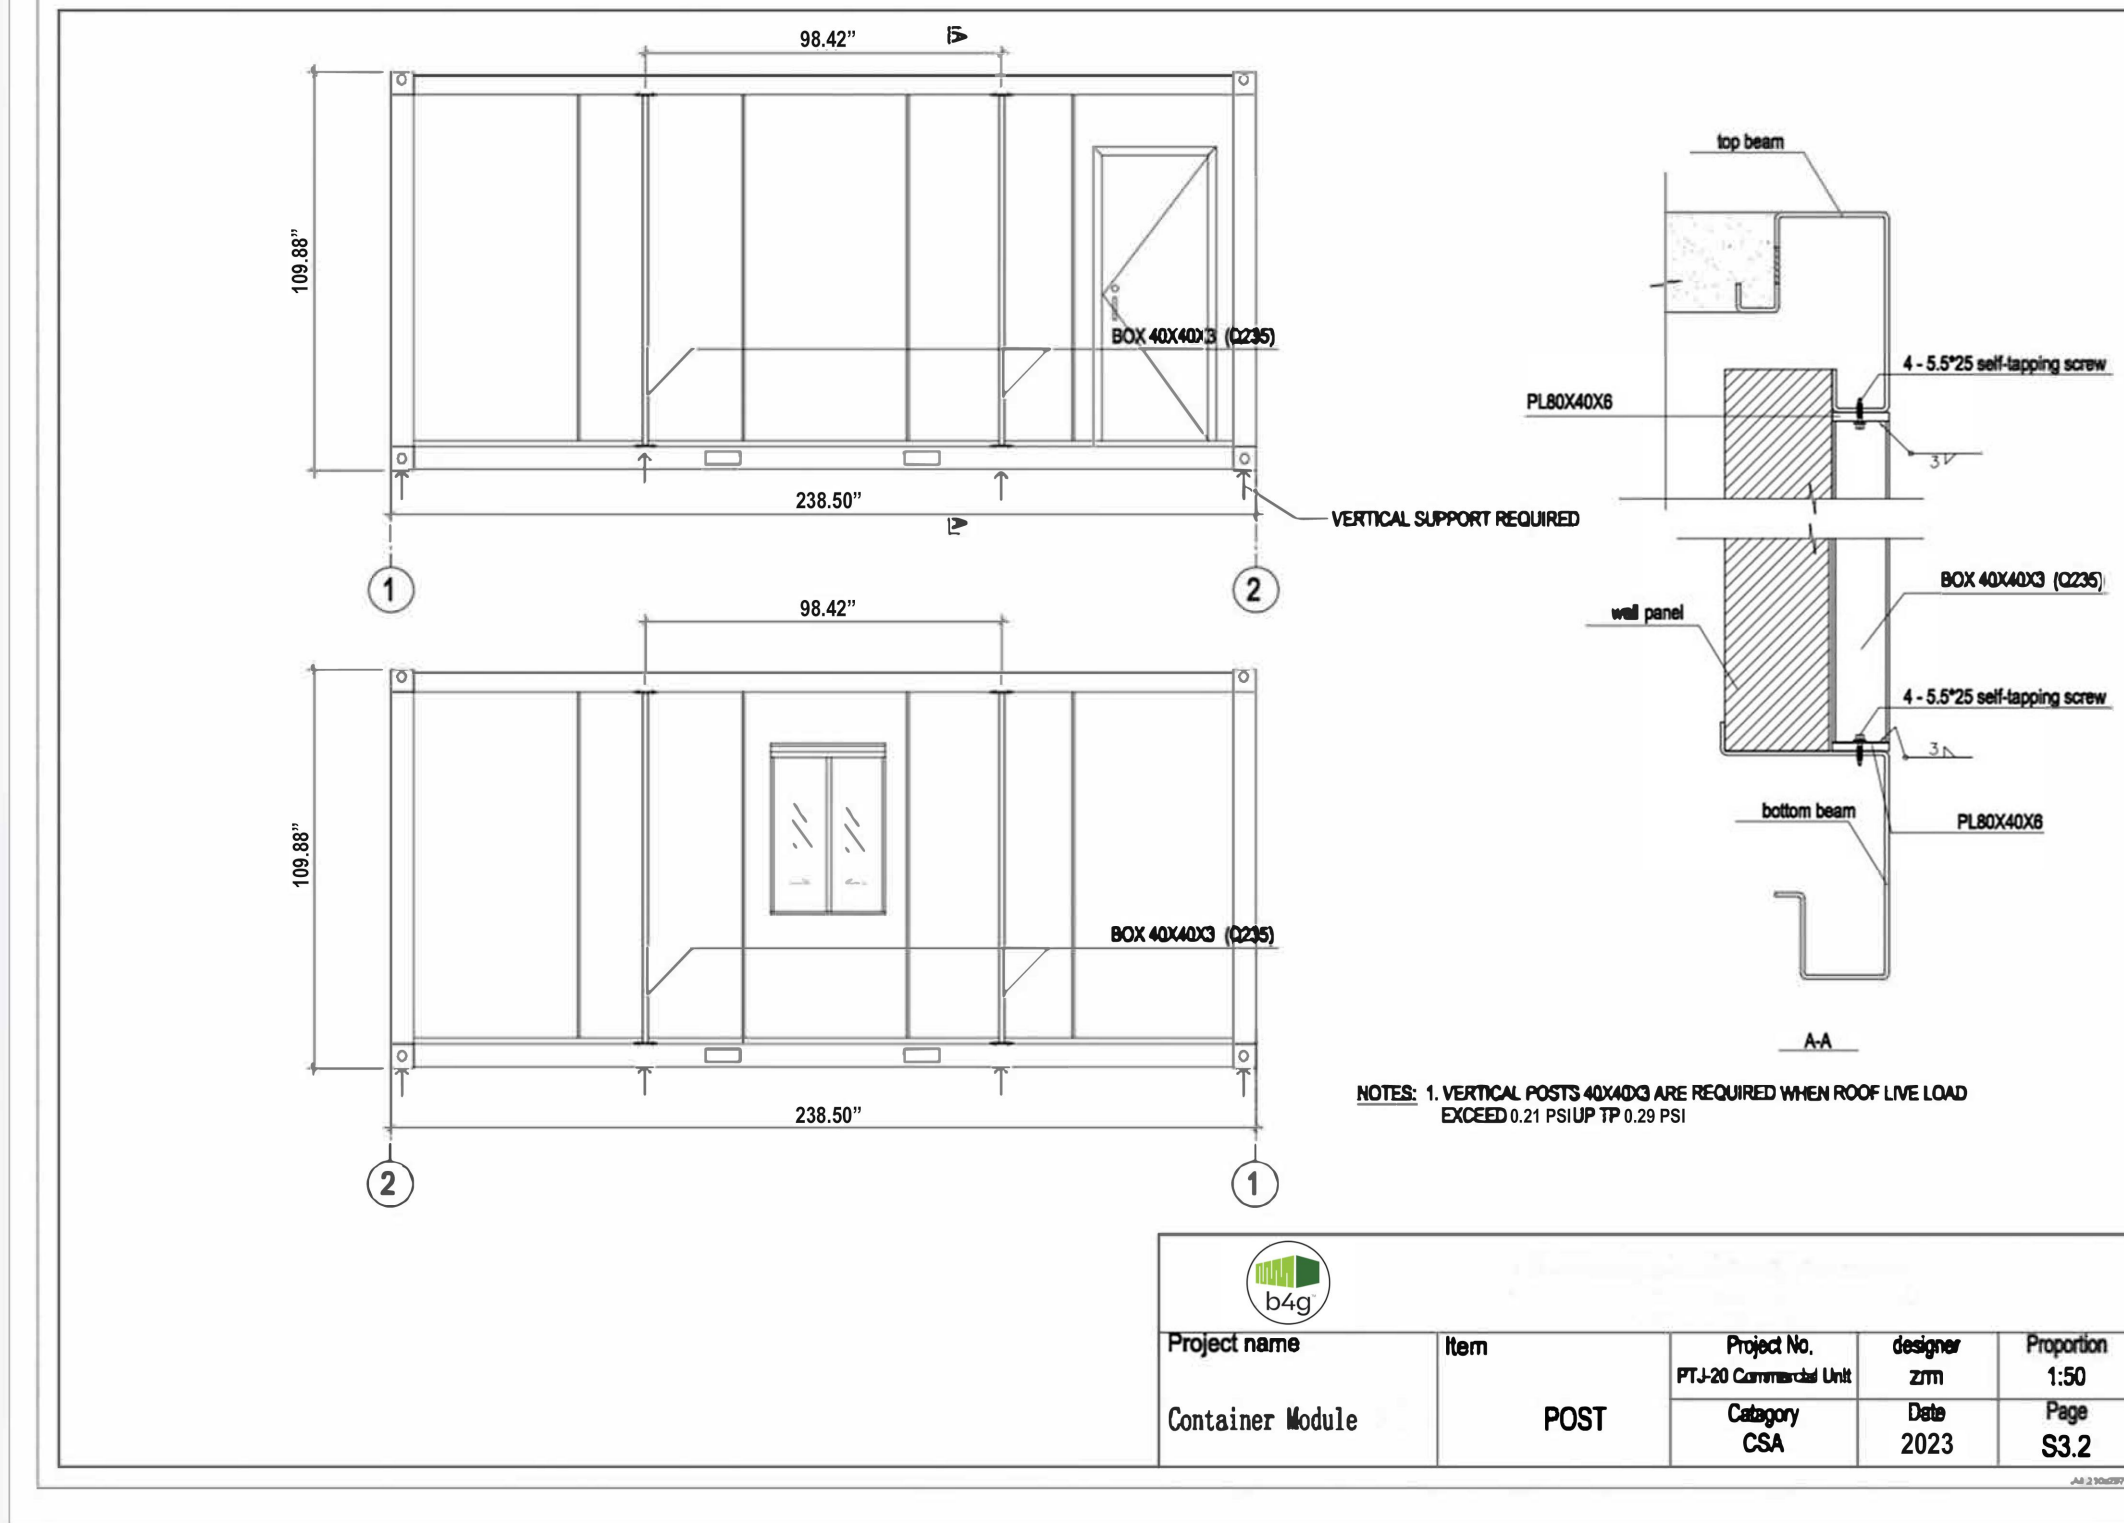 98.42”
A
109.88”
BOX 40X40X3 (Q235)
238.50”
A
VERTICAL SUPPORT REQUIRED
1
2
98.42”
109.88”
BOX 40X40X3 (Q235)
238.50”
2
1
top beam
4 - 5.5*25 self-tapping screw
PL80X40X6
3
BOX 40X40X3 (Q235)
wall panel
4 - 5.5*25 self-tapping screw
3
bottom beam
PL80X40X6
A-A
NOTES: 1. VERTICAL POSTS 40X40X3 ARE REQUIRED WHEN ROOF LIVE LOAD
EXCEED 0.21 PSI UP TP 0.29 PSI
b4g
Project name
Container Module
Item
POST
Project No.
PTJ-20 Commercial Unit
designer
zm
Proportion
1:50
Catagory
CSA
Date
2023
Page
S3.2